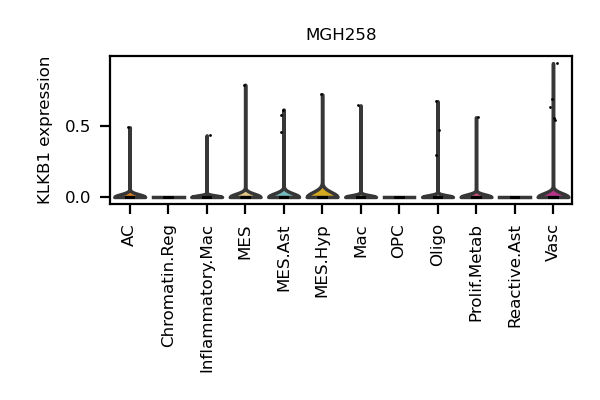 MGH258
KLKB1 expression
0.5
0.0
AC
Chromatin.Reg
Inflammatory.Mac
MES
MES.Ast
MES.Hyp
Mac
OPC
Oligo
Prolif.Metab
Reactive.Ast
Vasc